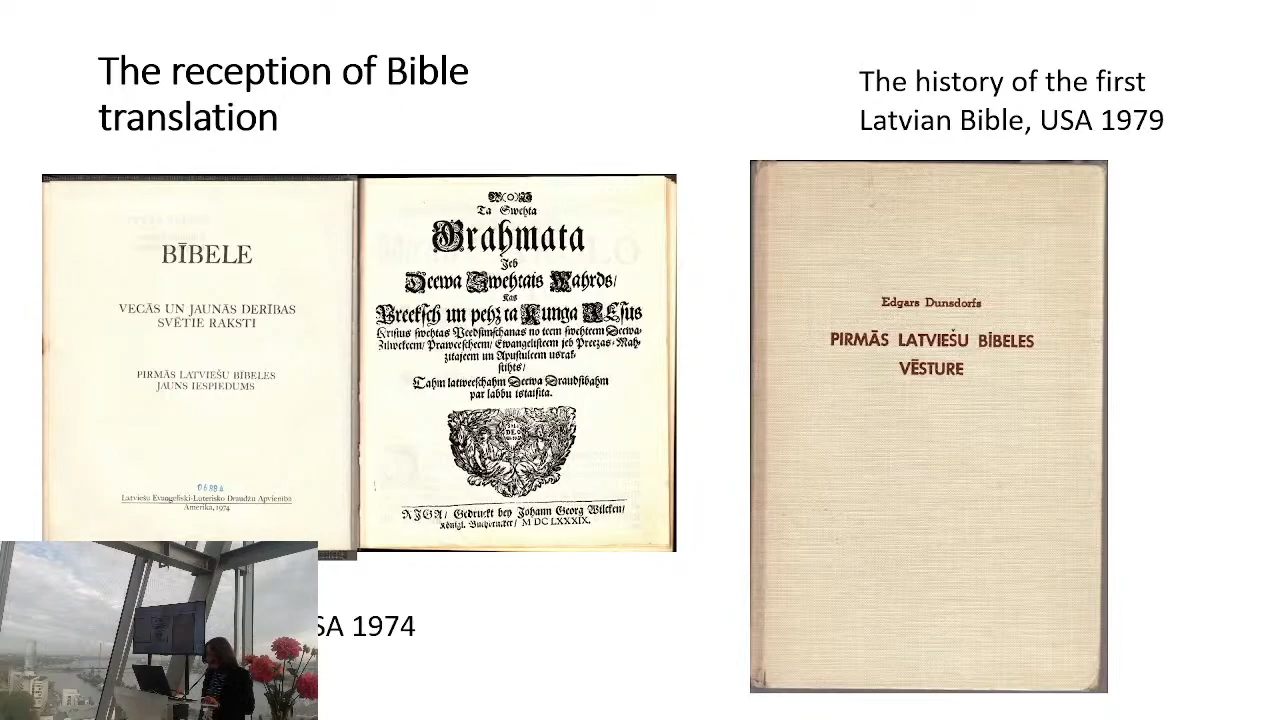 The reception of Bible
translation
The history of the first
Latvian Bible, USA 1979
BĪBELE
VECĀS UN JAUNĀS DERĪBAS
SVĒTIE RAKSTI
PIRMĀS LATVIEŠU BĪBELES
JAUNS IESPIEDUMS
Latviešu Evaņģēliski-Luterisko Draudžu Apvienība
Amerika, 1974
Ta Swehta
Grahmata
Jeb
Deewa Swehtais Wahrds/
Kas
Preeksch un pehz ta Kunga JEsus
Kristus swehtas Peedsimschanas no teem swehteem Deewa-
Zilwekeem/ Praweescheem/ Ewangelisteem jeb Preezas-Mah-
zitajeem un Apustuleem usrak-
stihts/
Tahm latweeschahm Deewa Draudsibahm
par labbu istaisita.
RIGA/ Gedruckt bey Johann Georg Wilcken/
Königl. Buchdrucker/ M DC LXXXIX.
Edgars Dunsdorfs
PIRMĀS LATVIEŠU BĪBELES
VĒSTURE
SA 1974